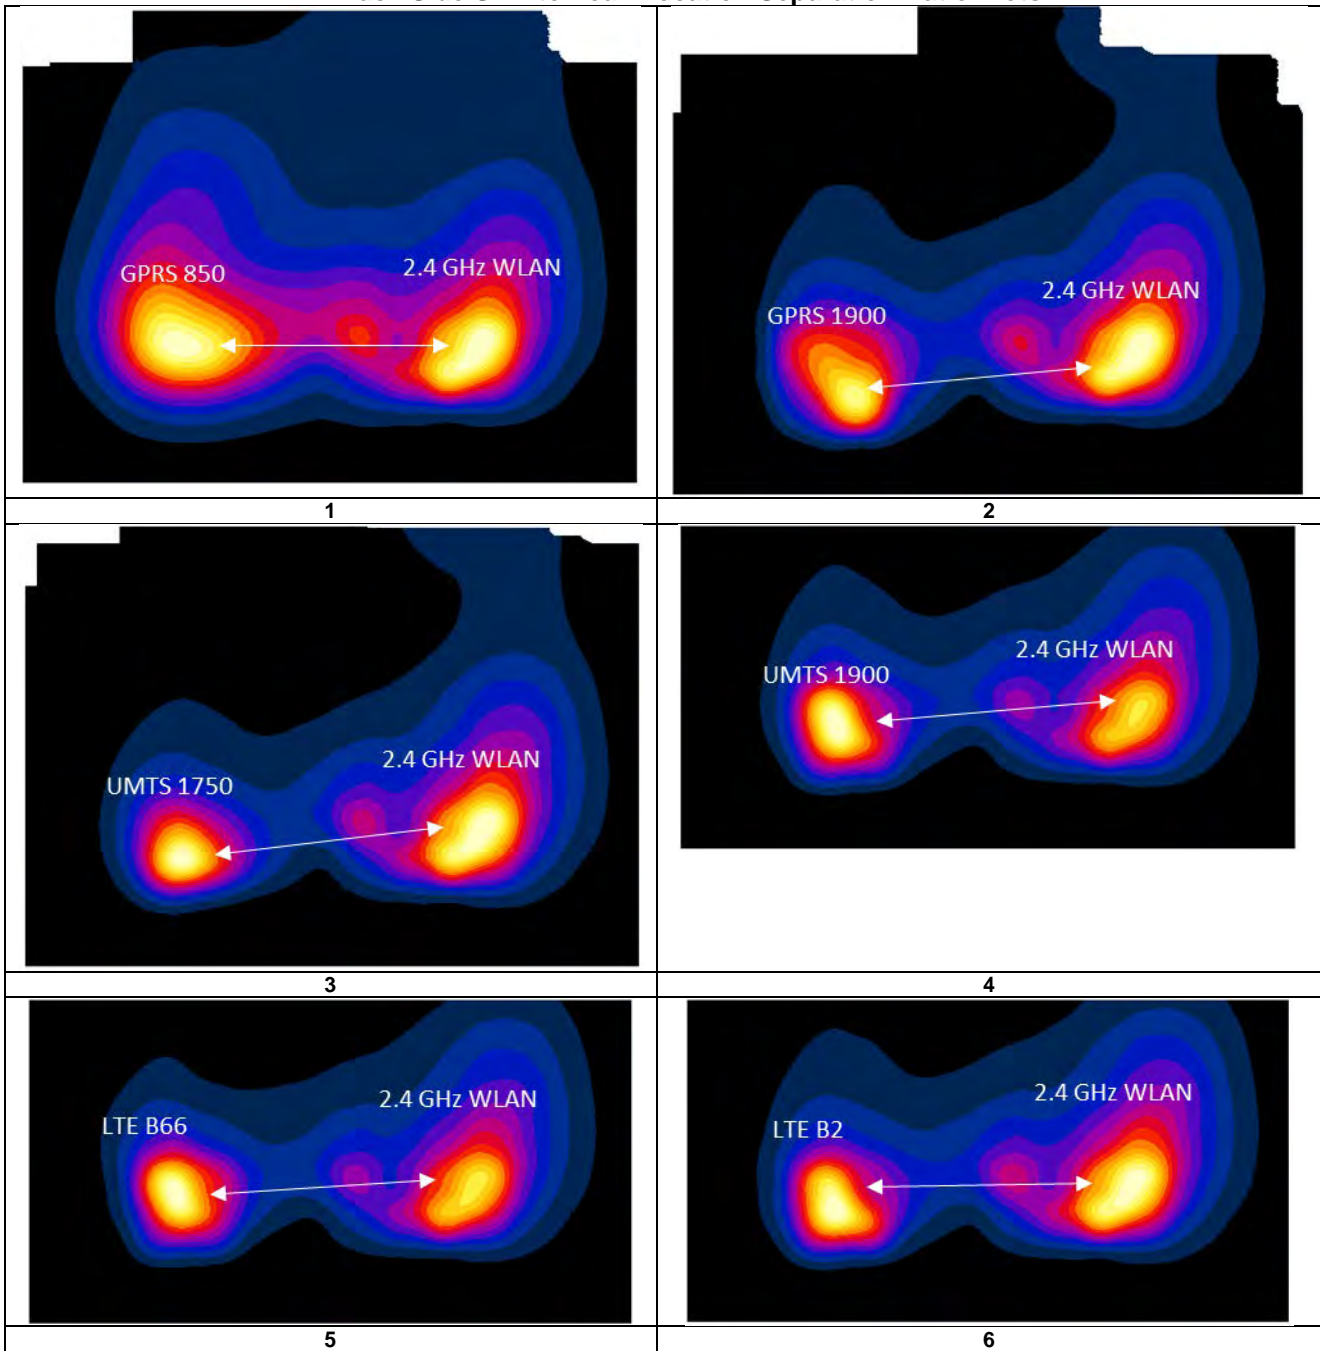 GPRS 850
2.4 GHz WLAN
GPRS 1900
2.4 GHz WLAN
1
2
UMTS 1750
2.4 GHz WLAN
UMTS 1900
2.4 GHz WLAN
3
4
LTE B66
2.4 GHz WLAN
LTE B2
2.4 GHz WLAN
5
6